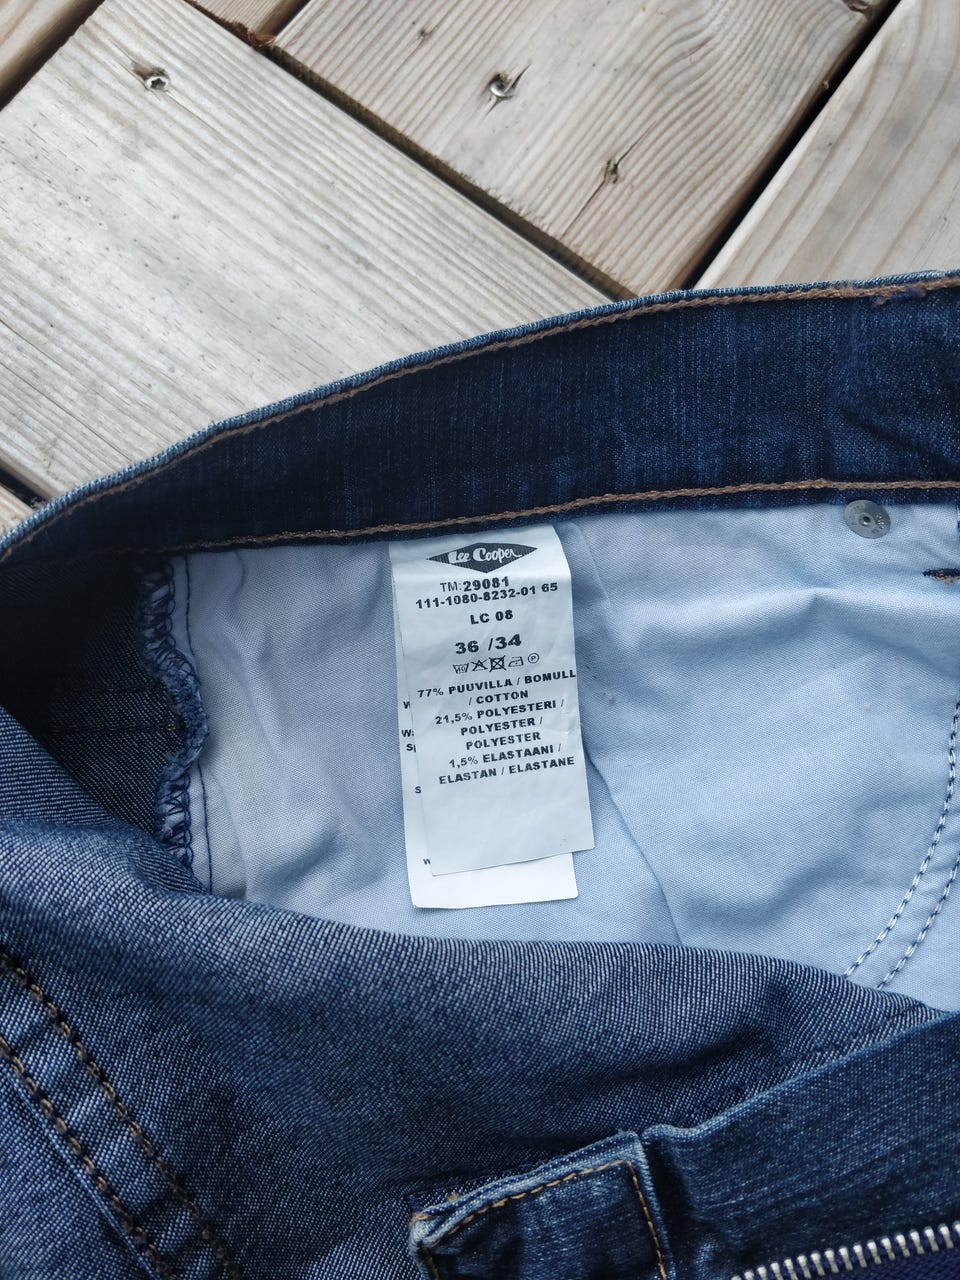 Lee Cooper
TM:29081
111-1080-8232-01 65
LC 08
36 /34
77% PUUVILLA / BOMULL
/ COTTON
21,5% POLYESTERI /
POLYESTER /
POLYESTER
1,5% ELASTAANI /
ELASTAN / ELASTANE